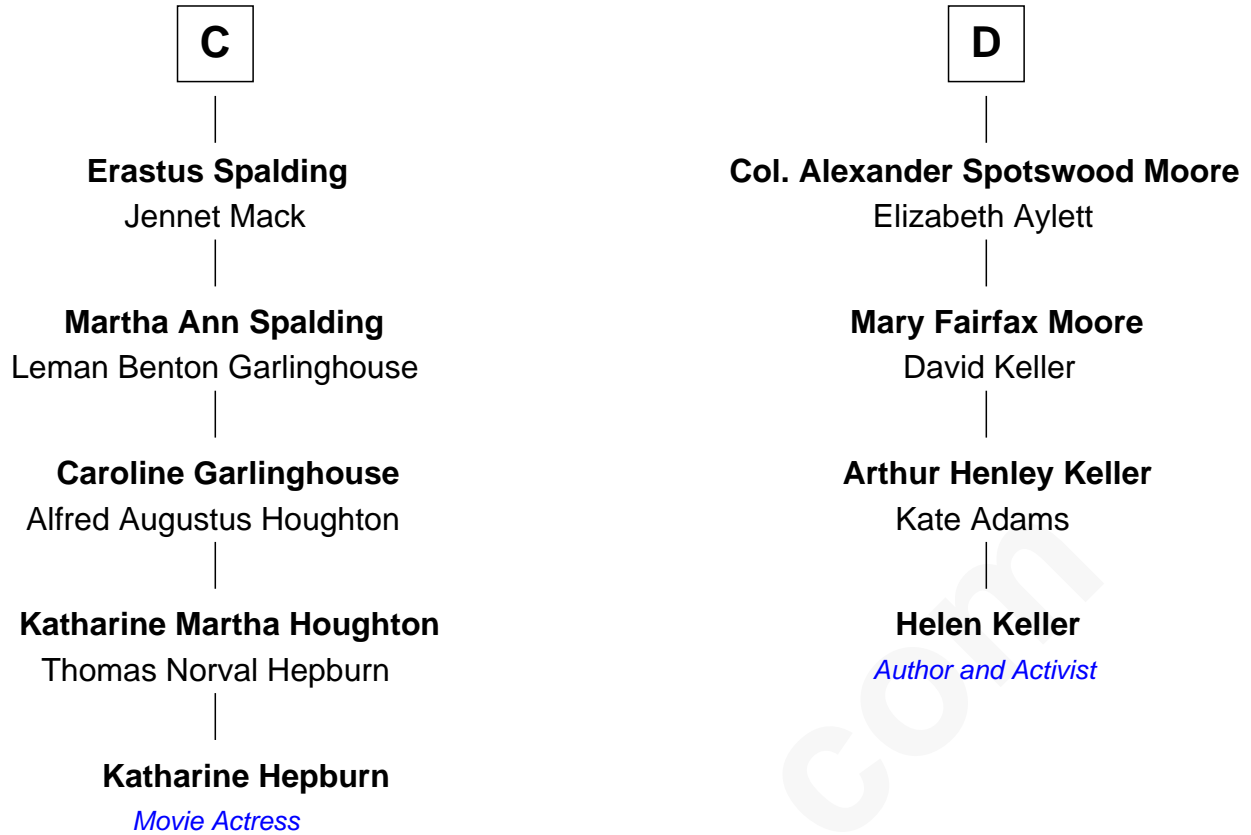 C
Erastus Spalding
Jennet Mack
Martha Ann Spalding
Leman Benton Garlinghouse
Caroline Garlinghouse
Alfred Augustus Houghton
Katharine Martha Houghton
Thomas Norval Hepburn
Katharine Hepburn
Movie Actress
D
Col. Alexander Spotswood Moore
Elizabeth Aylett
Mary Fairfax Moore
David Keller
Arthur Henley Keller
Kate Adams
Helen Keller
Author and Activist
com